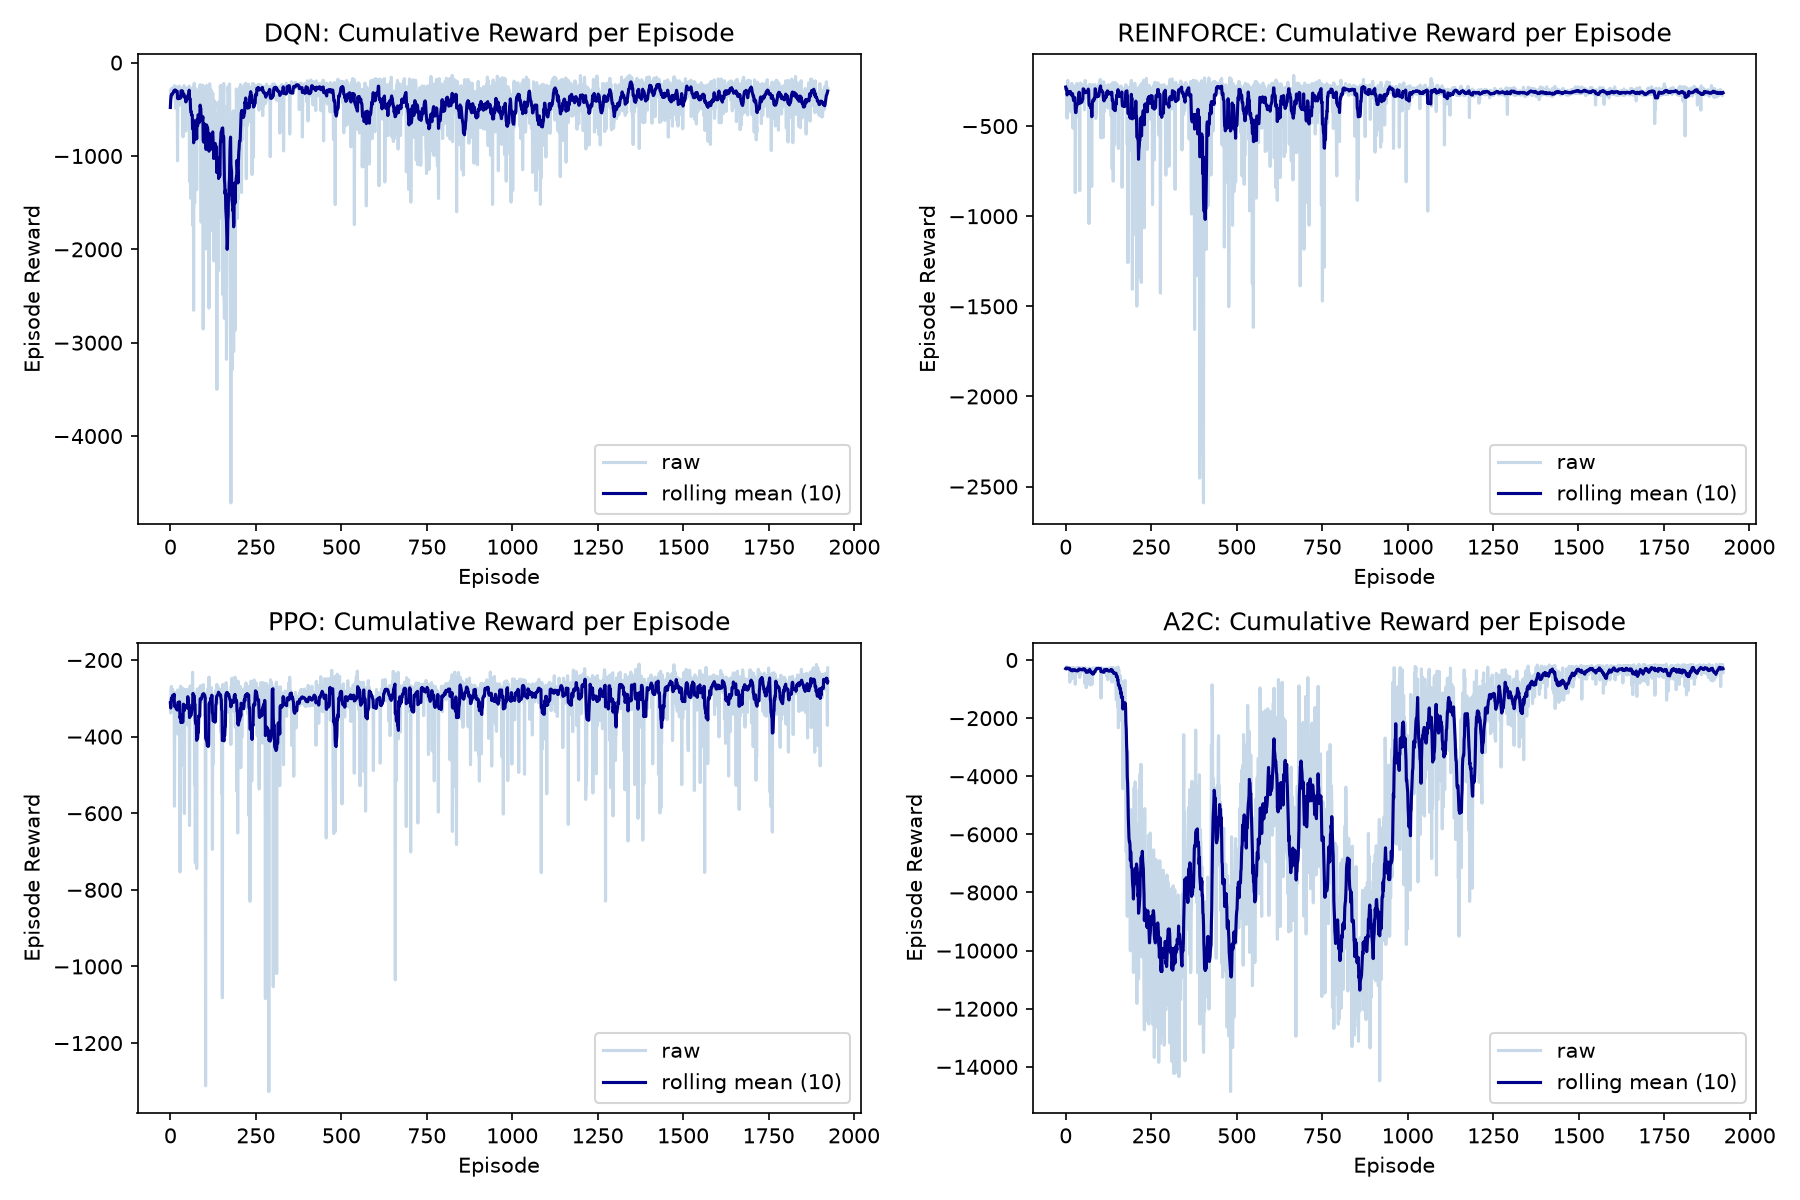 DQN: Cumulative Reward per Episode
0
−1000
−2000
−3000
−4000
Episode Reward
raw
rolling mean (10)
0 250 500 750 1000 1250 1500 1750 2000
Episode
REINFORCE: Cumulative Reward per Episode
−500
−1000
−1500
−2000
−2500
Episode Reward
raw
rolling mean (10)
0 250 500 750 1000 1250 1500 1750 2000
Episode
PPO: Cumulative Reward per Episode
−200
−400
−600
−800
−1000
−1200
Episode Reward
raw
rolling mean (10)
0 250 500 750 1000 1250 1500 1750 2000
Episode
A2C: Cumulative Reward per Episode
0
−2000
−4000
−6000
−8000
−10000
−12000
−14000
Episode Reward
raw
rolling mean (10)
0 250 500 750 1000 1250 1500 1750 2000
Episode